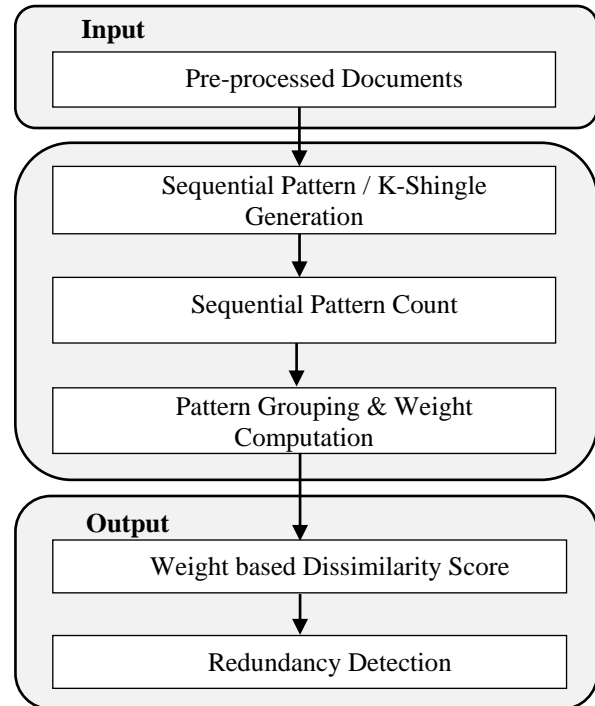 Input
Pre-processed Documents
Sequential Pattern / K-Shingle
Generation
Sequential Pattern Count
Pattern Grouping & Weight
Computation
Output
Weight based Dissimilarity Score
Redundancy Detection